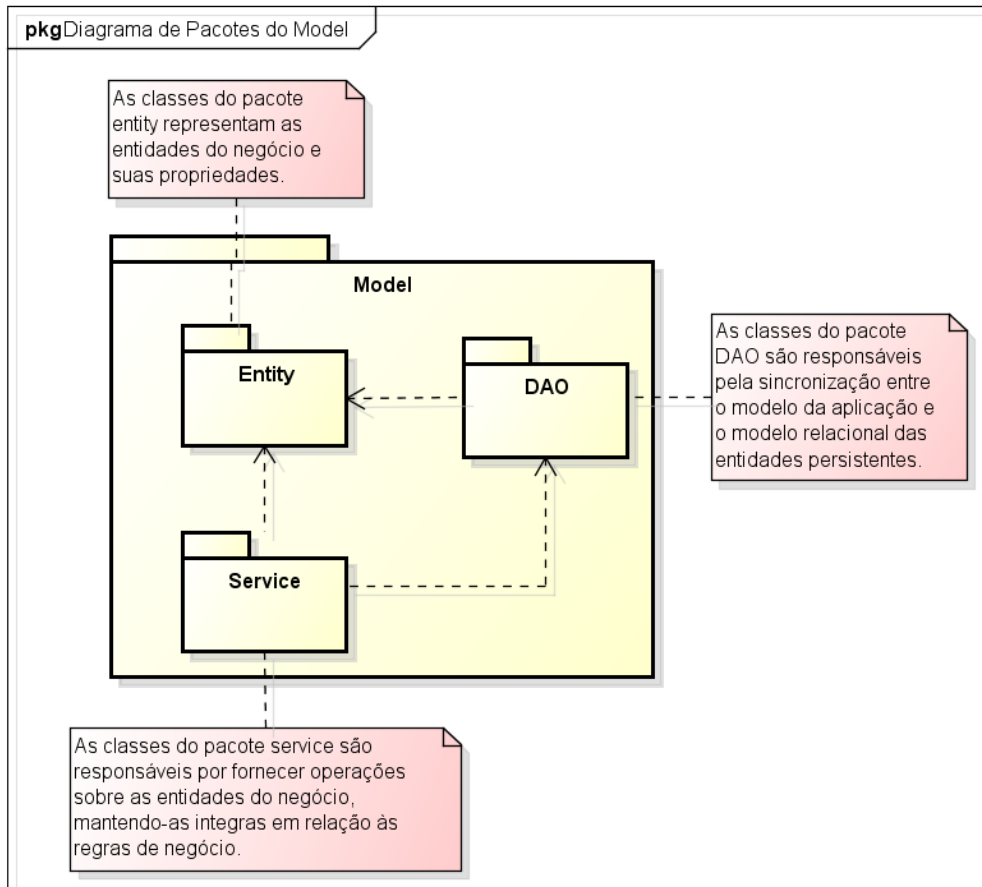 pkgDiagrama de Pacotes do Model
As classes do pacote
entity representam as
entidades do negócio e
suas propriedades.
Model
Entity
DAO
As classes do pacote
DAO são responsáveis
pela sincronização entre
o modelo da aplicação e
o modelo relacional das
entidades persistentes.
Service
As classes do pacote service são
responsáveis por fornecer operações
sobre as entidades do negócio,
mantendo-as integras em relação às
regras de negócio.